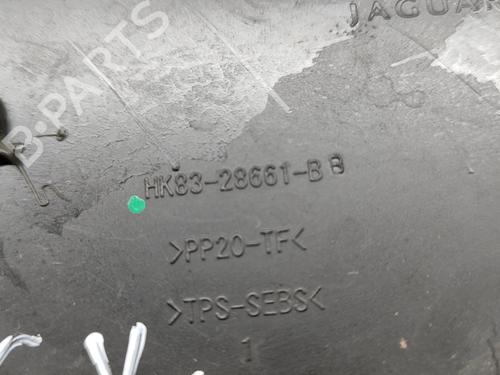 JAGUAR
HK83-28661-B B
>PP20-TF<
>TPS-SEBS<
1
B-PARTS